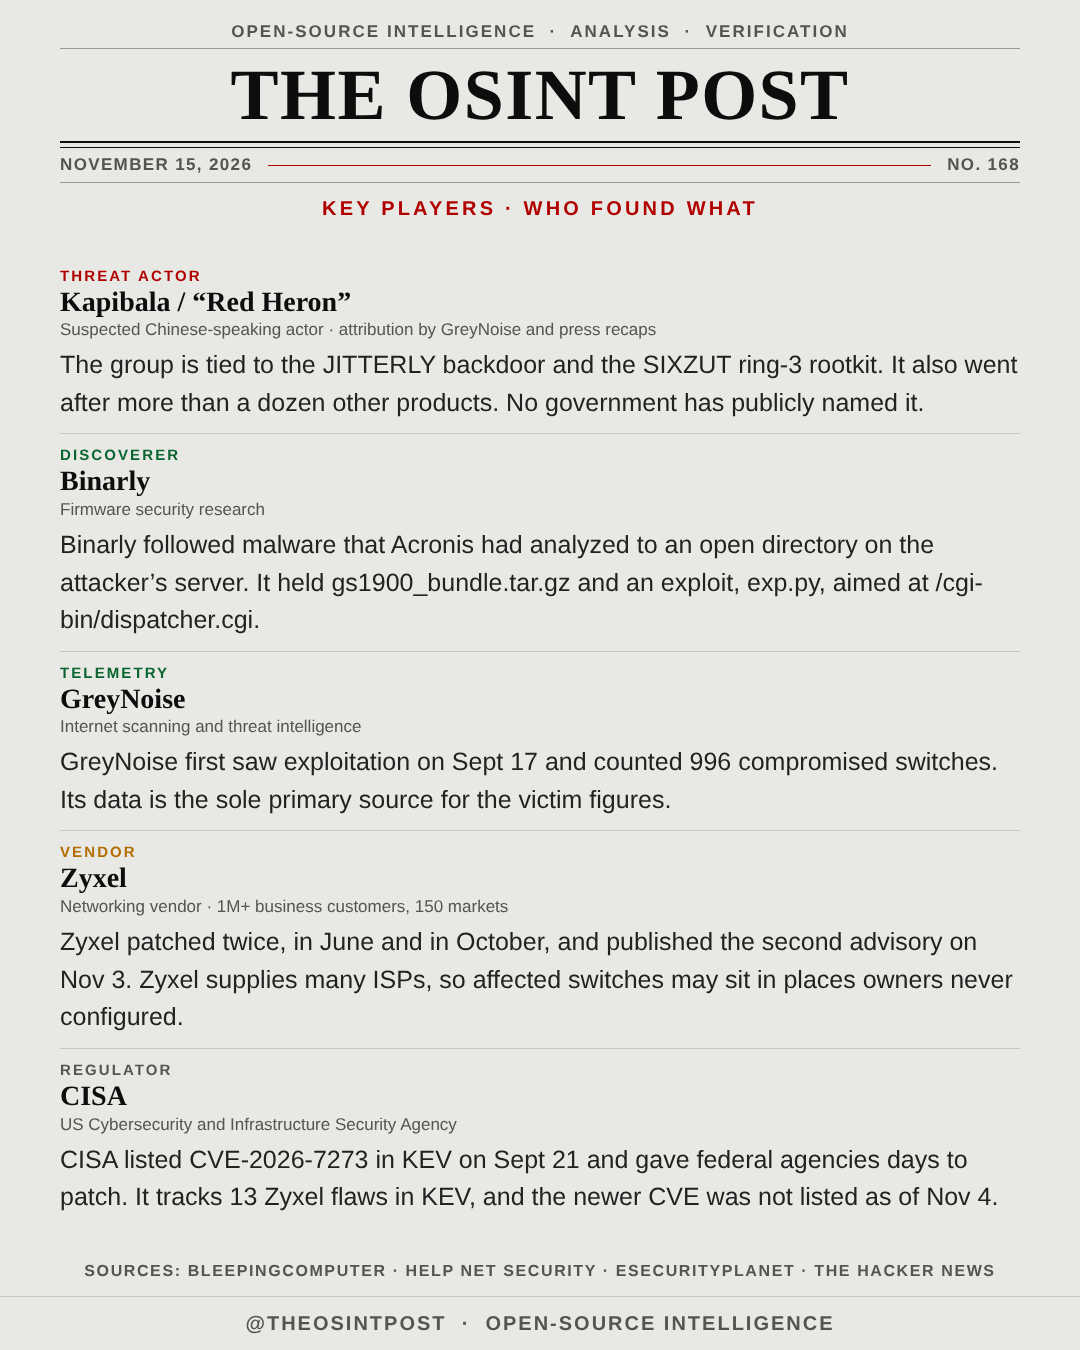 OPEN-SOURCE INTELLIGENCE · ANALYSIS · VERIFICATION
THE OSINT POST
NOVEMBER 15, 2026 NO. 168
KEY PLAYERS · WHO FOUND WHAT
THREAT ACTOR
Kapibala / “Red Heron”
Suspected Chinese-speaking actor · attribution by GreyNoise and press recaps
The group is tied to the JITTERLY backdoor and the SIXZUT ring-3 rootkit. It also went
after more than a dozen other products. No government has publicly named it.
DISCOVERER
Binarly
Firmware security research
Binarly followed malware that Acronis had analyzed to an open directory on the
attacker’s server. It held gs1900_bundle.tar.gz and an exploit, exp.py, aimed at /cgi-
bin/dispatcher.cgi.
TELEMETRY
GreyNoise
Internet scanning and threat intelligence
GreyNoise first saw exploitation on Sept 17 and counted 996 compromised switches.
Its data is the sole primary source for the victim figures.
VENDOR
Zyxel
Networking vendor · 1M+ business customers, 150 markets
Zyxel patched twice, in June and in October, and published the second advisory on
Nov 3. Zyxel supplies many ISPs, so affected switches may sit in places owners never
configured.
REGULATOR
CISA
US Cybersecurity and Infrastructure Security Agency
CISA listed CVE-2026-7273 in KEV on Sept 21 and gave federal agencies days to
patch. It tracks 13 Zyxel flaws in KEV, and the newer CVE was not listed as of Nov 4.
SOURCES: BLEEPINGCOMPUTER · HELP NET SECURITY · ESECURITYPLANET · THE HACKER NEWS
@THEOSINTPOST · OPEN-SOURCE INTELLIGENCE